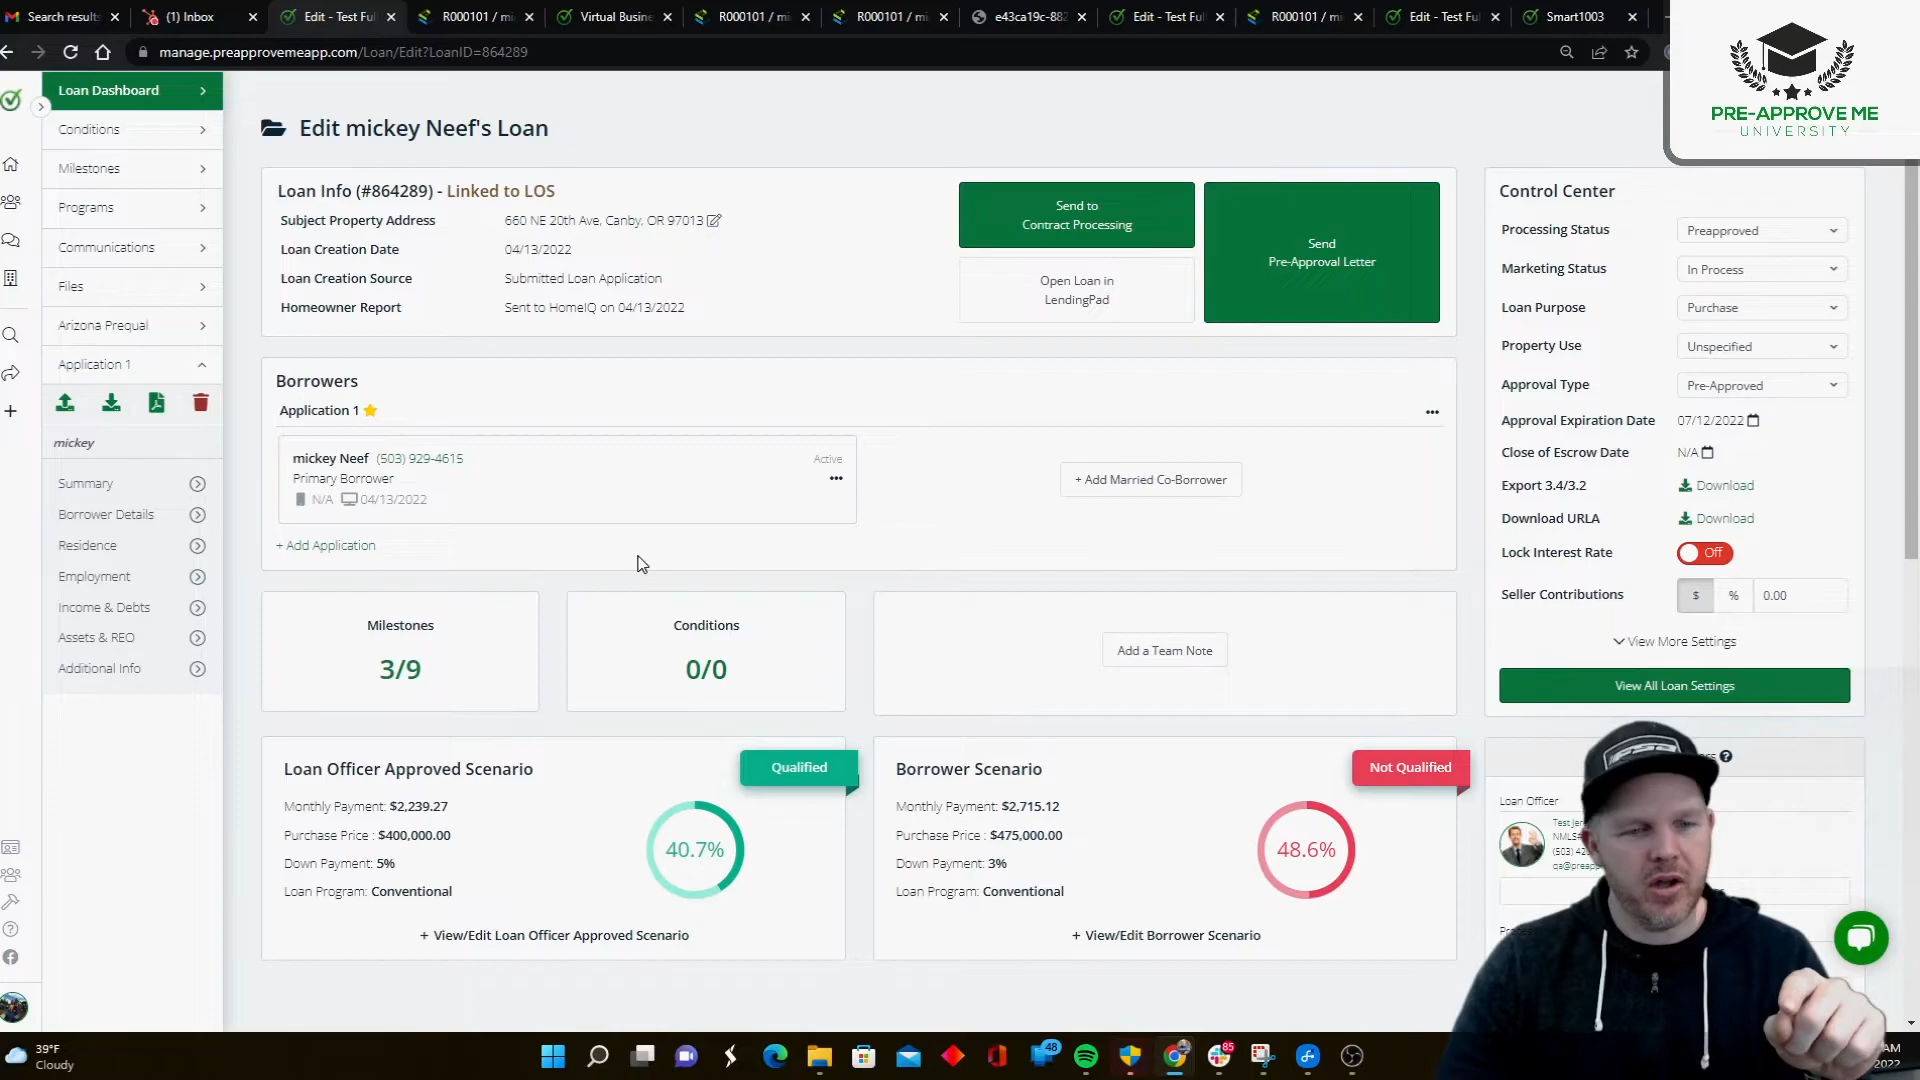 Search results
(1) Inbox
Edit - Test Ful
R000101 / mi
Virtual Busine
R000101 / mi
R000101 / mi
e43ca19c-882
Edit - Test Ful
R000101 / mi
Edit - Test Ful
Smart1003
manage.preapprovemeapp.com/Loan/Edit?LoanID=864289
PRE-APPROVE ME
UNIVERSITY
Loan Dashboard
Conditions
Milestones
Programs
Communications
Files
Arizona Prequal
Application 1
mickey
Summary
Borrower Details
Residence
Employment
Income & Debts
Assets & REO
Additional Info
Edit mickey Neef's Loan
Loan Info (#864289) - Linked to LOS
Subject Property Address 660 NE 20th Ave, Canby, OR 97013
Loan Creation Date 04/13/2022
Loan Creation Source Submitted Loan Application
Homeowner Report Sent to HomeIQ on 04/13/2022
Send to
Contract Processing
Open Loan in
LendingPad
Send
Pre-Approval Letter
Borrowers
Application 1
mickey Neef (503) 929-4615 Active
Primary Borrower
N/A 04/13/2022
+ Add Married Co-Borrower
+ Add Application
Milestones
3/9
Conditions
0/0
Add a Team Note
Loan Officer Approved Scenario
Qualified
Monthly Payment: $2,239.27
Purchase Price : $400,000.00
Down Payment: 5%
Loan Program: Conventional
40.7%
+ View/Edit Loan Officer Approved Scenario
Borrower Scenario
Not Qualified
Monthly Payment: $2,715.12
Purchase Price : $475,000.00
Down Payment: 3%
Loan Program: Conventional
48.6%
+ View/Edit Borrower Scenario
Control Center
Processing Status Preapproved
Marketing Status In Process
Loan Purpose Purchase
Property Use Unspecified
Approval Type Pre-Approved
Approval Expiration Date 07/12/2022
Close of Escrow Date N/A
Export 3.4/3.2 Download
Download URLA Download
Lock Interest Rate Off
Seller Contributions $ % 0.00
View More Settings
View All Loan Settings
Loan Officer
Test Je
NMLS#
(503) 42
qa@preap
39°F
Cloudy
48
85
AM
2022